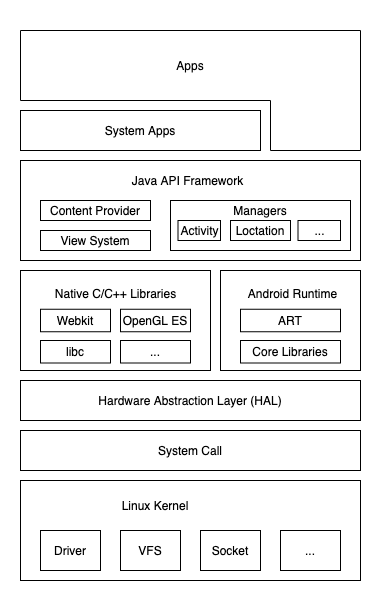 Apps
System Apps
Java API Framework
Content Provider
View System
Managers
Activity
Loctation
...
Native C/C++ Libraries
Webkit
OpenGL ES
libc
...
Android Runtime
ART
Core Libraries
Hardware Abstraction Layer (HAL)
System Call
Linux Kernel
Driver
VFS
Socket
...